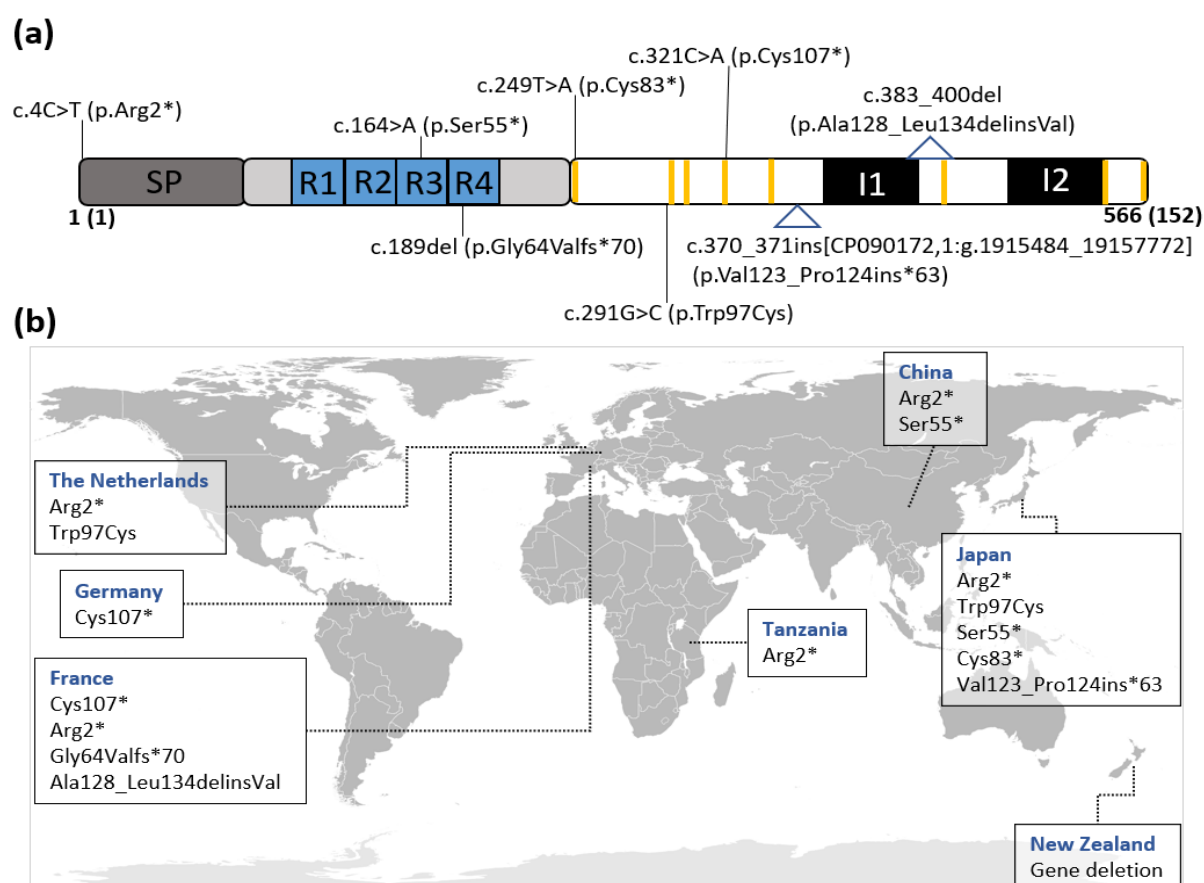 (a)
c.4C>T (p.Arg2*)
c.249T>A (p.Cys83*)
c.321C>A (p.Cys107*)
c.164>A (p.Ser55*)
c.383_400del
(p.Ala128_Leu134delinsVal)
SP
R1
R2
R3
R4
I1
I2
1 (1)
566 (152)
c.189del (p.Gly64Valfs*70)
c.370_371ins[CP090172,1:g.1915484_19157772]
(p.Val123_Pro124ins*63)
c.291G>C (p.Trp97Cys)
(b)
China
Arg2*
Ser55*
The Netherlands
Arg2*
Trp97Cys
Germany
Cys107*
France
Cys107*
Arg2*
Gly64Valfs*70
Ala128_Leu134delinsVal
Tanzania
Arg2*
Japan
Arg2*
Trp97Cys
Ser55*
Cys83*
Val123_Pro124ins*63
New Zealand
Gene deletion